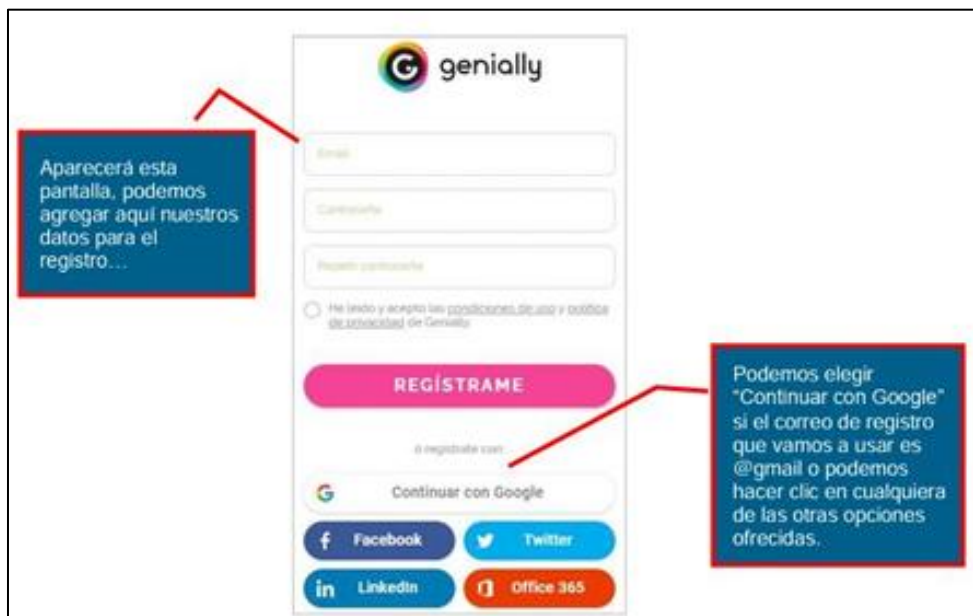 genially
Aparecerá esta
pantalla, podemos
agregar aquí nuestros
datos para el
registro...
Email
Contraseña
Repetir contraseña
He leído y acepto las condiciones de uso y política
de privacidad de Genially
REGÍSTRAME
ó regístrate con:
Continuar con Google
Facebook
Twitter
LinkedIn
Office 365
Podemos elegir
“Continuar con Google”
si el correo de registro
que vamos a usar es
@gmail o podemos
hacer clic en cualquiera
de las otras opciones
ofrecidas.